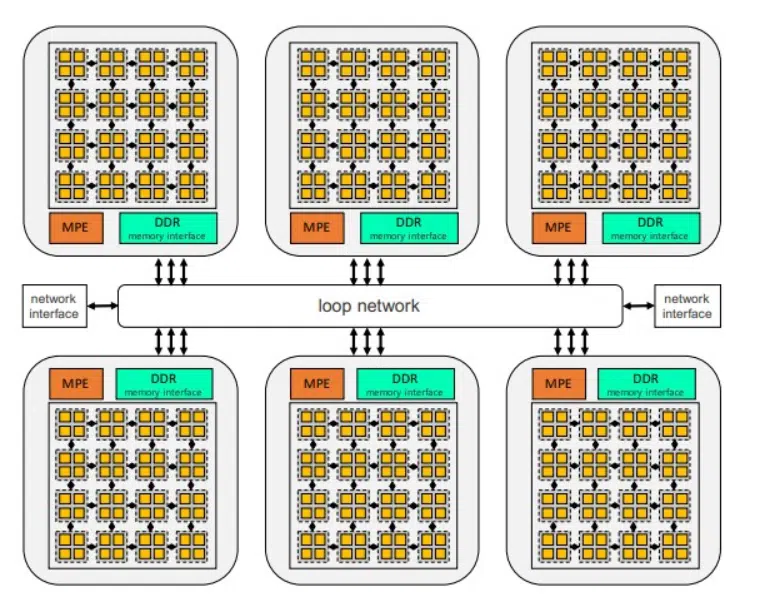 MPE
DDR
memory interface
MPE
DDR
memory interface
MPE
DDR
memory interface
network
interface
loop network
network
interface
MPE
DDR
memory interface
MPE
DDR
memory interface
MPE
DDR
memory interface